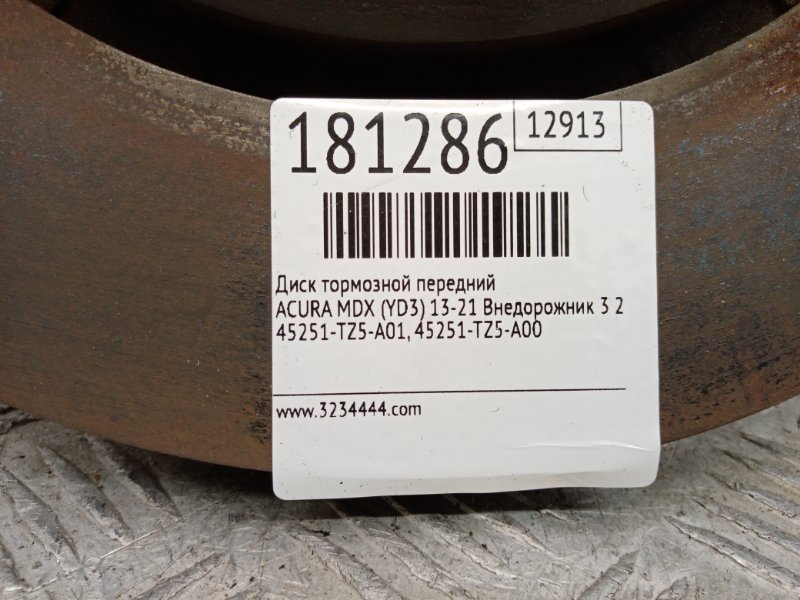 181286
12913
Диск тормозной передний
ACURA MDX (YD3) 13-21 Внедорожник 3 2
45251-TZ5-A01, 45251-TZ5-A00
www.3234444.com